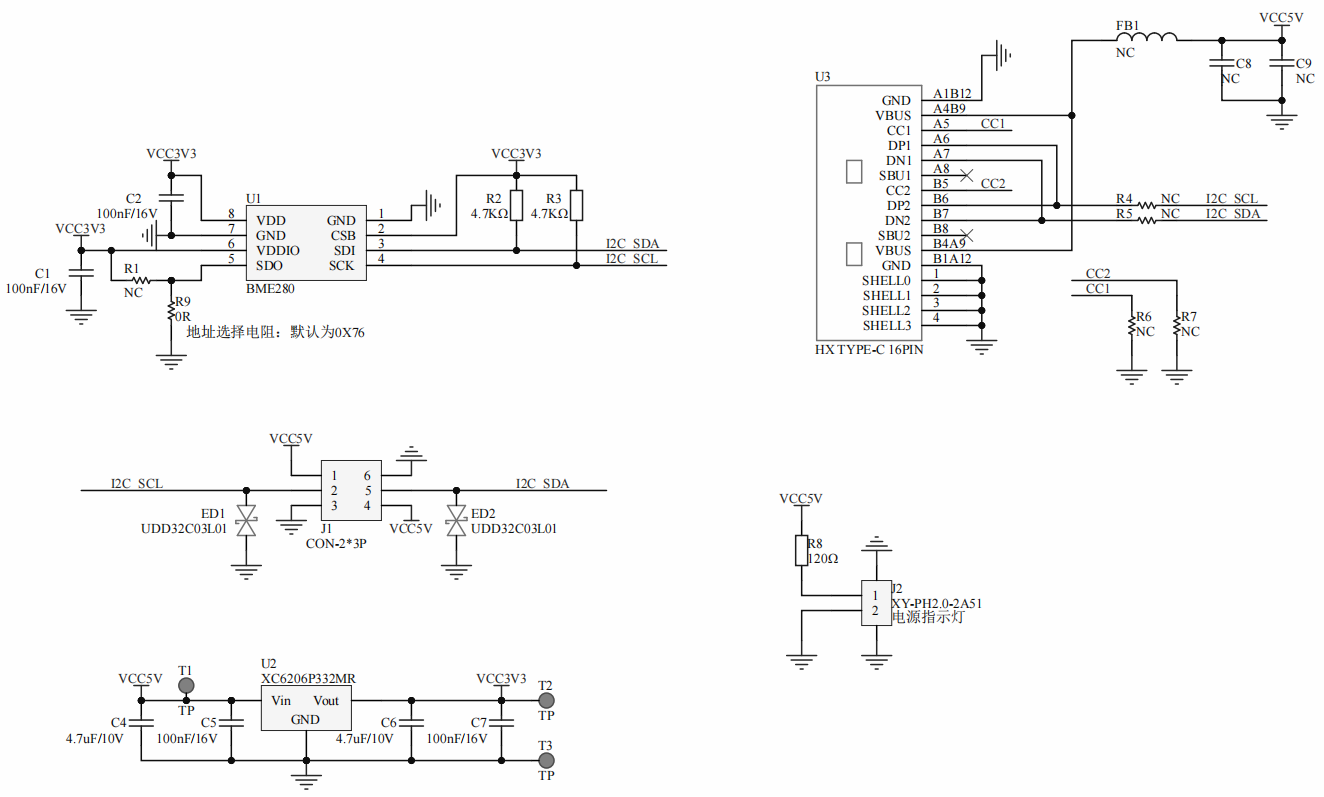 VCC3V3
C2
100nF/16V
VCC3V3
C1
100nF/16V
R1
NC
R9
0R
地址选择电阻：默认为0X76
U1
8 VDD GND 1
7 GND CSB 2
6 VDDIO SDI 3
5 SDO SCK 4
BME280
VCC3V3
R2
4.7KΩ
R3
4.7KΩ
I2C_SDA
I2C_SCL
U3
GND A1B12
VBUS A4B9
CC1 A5 CC1
DP1 A6
DN1 A7
SBU1 A8
CC2 B5 CC2
DP2 B6
DN2 B7
SBU2 B8
VBUS B4A9
GND B1A12
SHELL0 1
SHELL1 2
SHELL2 3
SHELL3 4
HX TYPE-C 16PIN
FB1
NC
VCC5V
C8
NC
C9
NC
R4 NC I2C_SCL
R5 NC I2C_SDA
CC2
CC1
R6
NC
R7
NC
VCC5V
I2C_SCL
I2C_SDA
1 6
2 5
3 4
ED1
UDD32C03L01
J1
CON-2*3P
VCC5V
ED2
UDD32C03L01
VCC5V
R8
120Ω
J2
1
2
XY-PH2.0-2A51
电源指示灯
VCC5V
T1
TP
C4
4.7uF/10V
C5
100nF/16V
U2
XC6206P332MR
Vin Vout
GND
C6
4.7uF/10V
VCC3V3
C7
100nF/16V
T2
TP
T3
TP